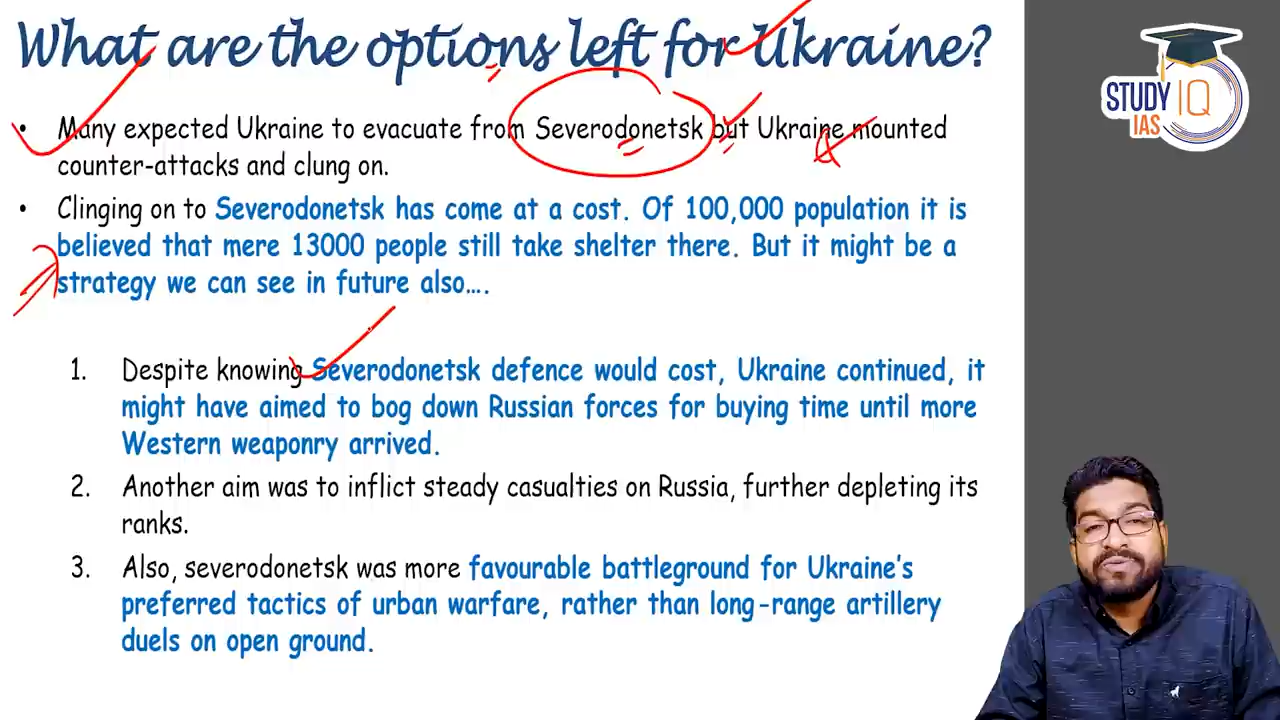 What are the options left for Ukraine?
STUDY IQ
IAS
• Many expected Ukraine to evacuate from Severodonetsk but Ukraine mounted
counter-attacks and clung on.
• Clinging on to Severodonetsk has come at a cost. Of 100,000 population it is
believed that mere 13000 people still take shelter there. But it might be a
strategy we can see in future also….
1. Despite knowing Severodonetsk defence would cost, Ukraine continued, it
might have aimed to bog down Russian forces for buying time until more
Western weaponry arrived.
2. Another aim was to inflict steady casualties on Russia, further depleting its
ranks.
3. Also, severodonetsk was more favourable battleground for Ukraine's
preferred tactics of urban warfare, rather than long-range artillery
duels on open ground.